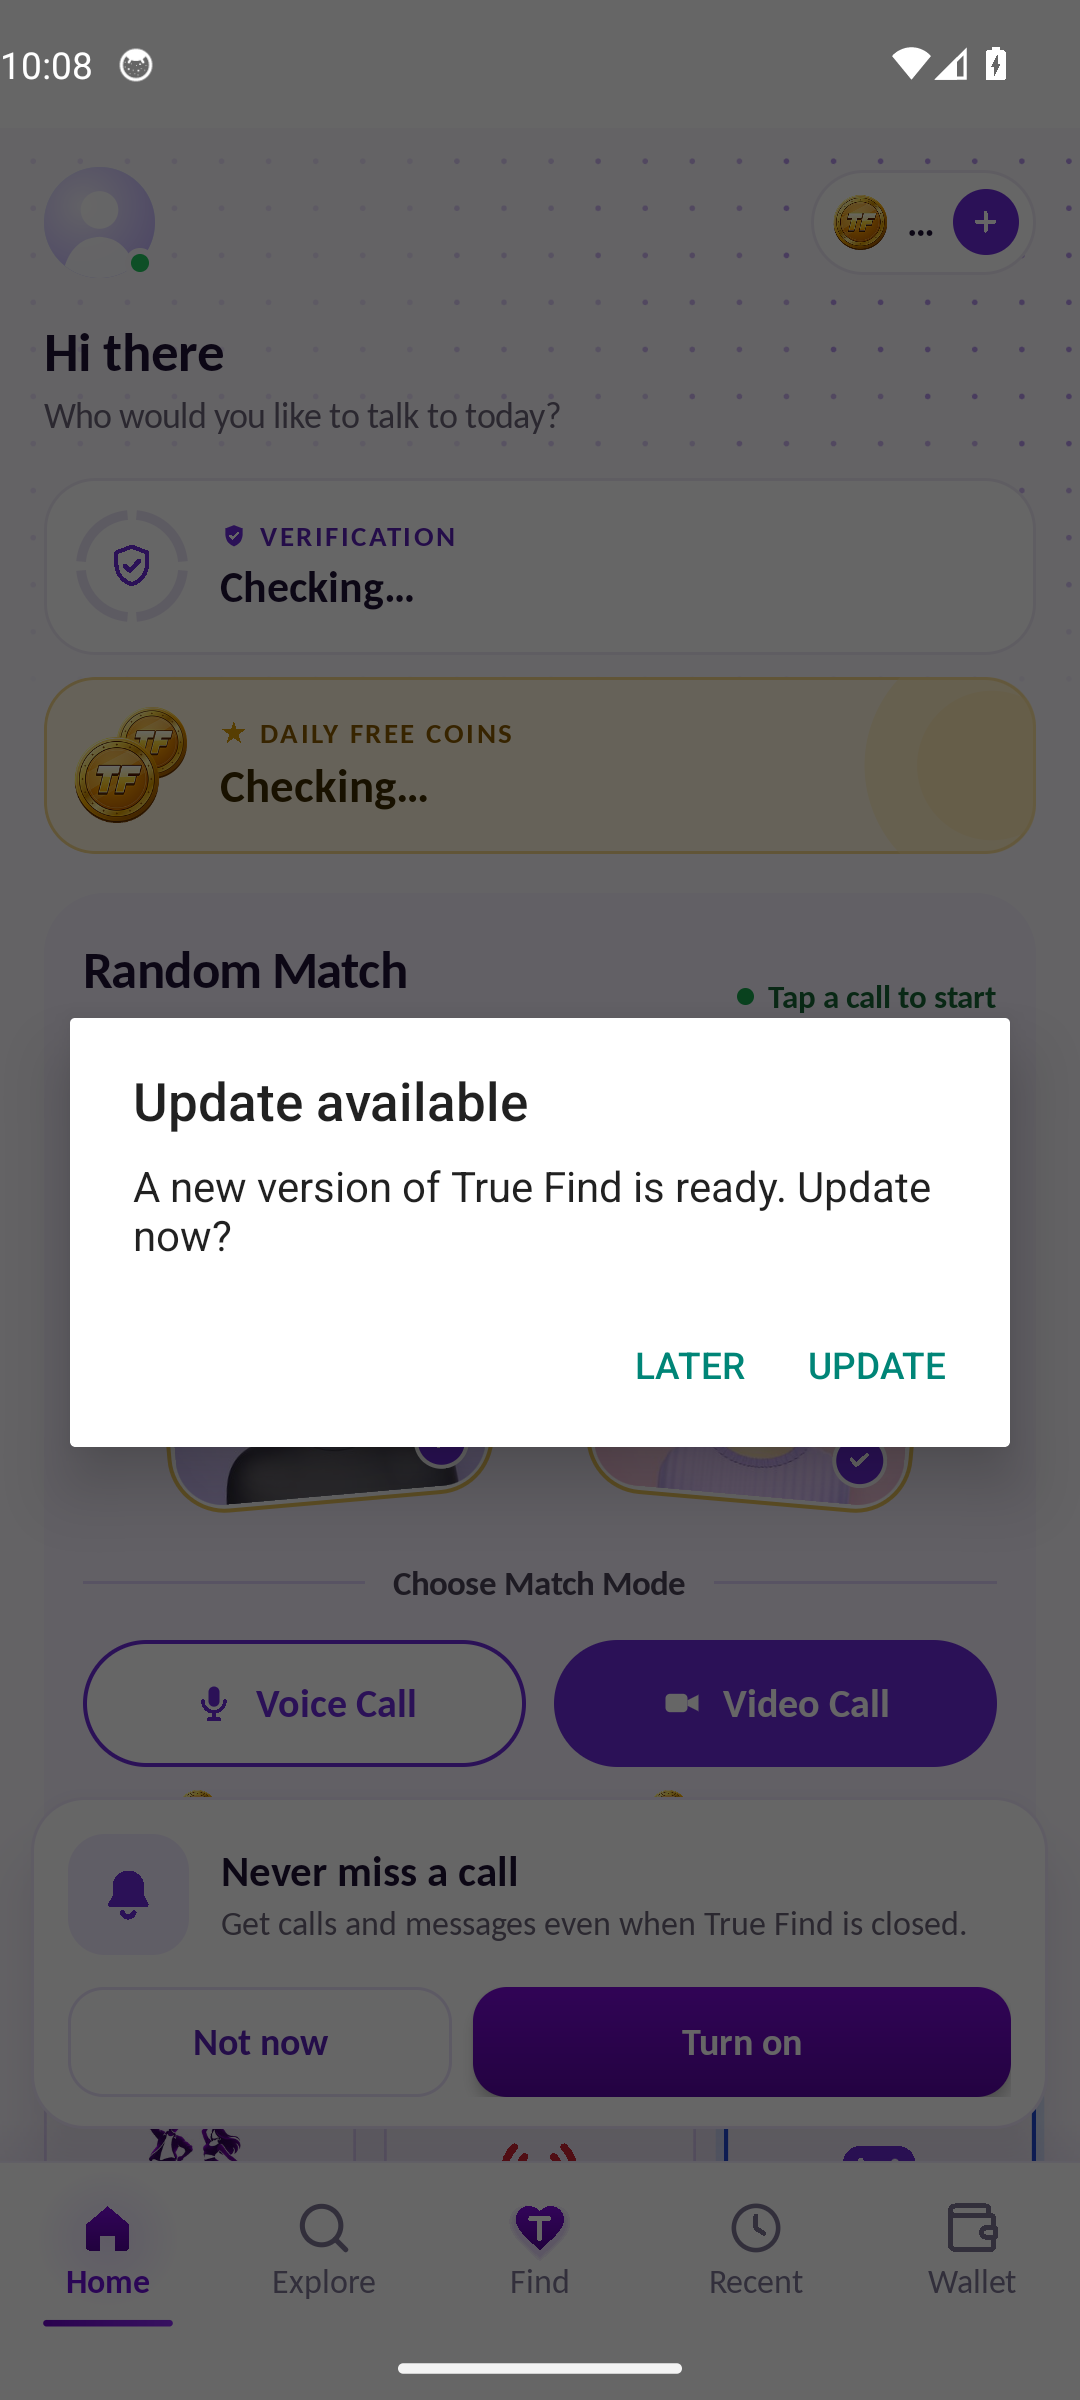 10:08
TF
...
Hi there
Who would you like to talk to today?
VERIFICATION
Checking...
TF
TF
DAILY FREE COINS
Checking...
Random Match
Tap a call to start
Update available
A new version of True Find is ready. Update
now?
LATER
UPDATE
Choose Match Mode
Voice Call
Video Call
Never miss a call
Get calls and messages even when True Find is closed.
Not now
Turn on
T
Home
Explore
Find
Recent
Wallet